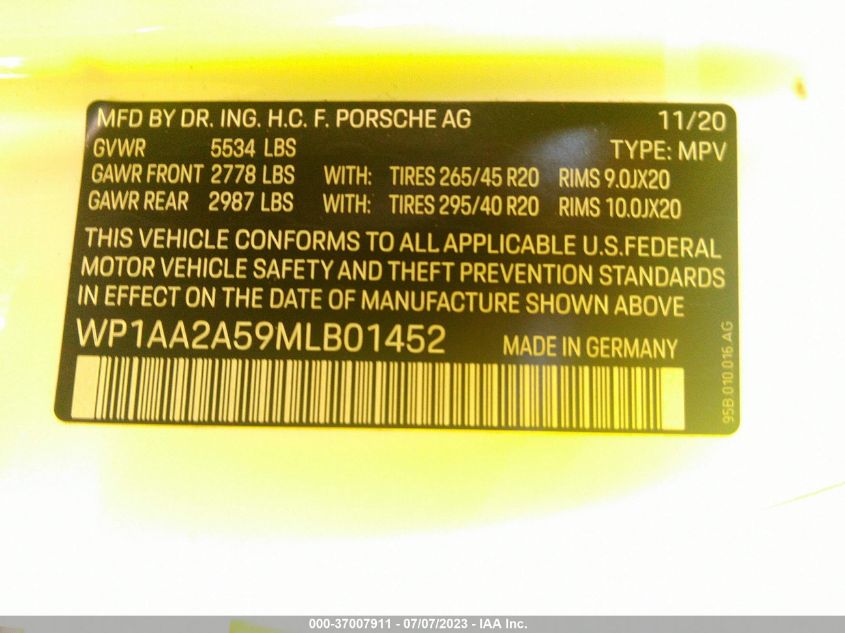 MFD BY DR. ING. H.C. F. PORSCHE AG 11/20
GVWR 5534 LBS TYPE: MPV
GAWR FRONT 2778 LBS WITH: TIRES 265/45 R20 RIMS 9.0JX20
GAWR REAR 2987 LBS WITH: TIRES 295/40 R20 RIMS 10.0JX20
THIS VEHICLE CONFORMS TO ALL APPLICABLE U.S.FEDERAL
MOTOR VEHICLE SAFETY AND THEFT PREVENTION STANDARDS
IN EFFECT ON THE DATE OF MANUFACTURE SHOWN ABOVE
WP1AA2A59MLB01452 MADE IN GERMANY
95B.010.016 AG
000-37007911 - 07/07/2023 - IAA Inc.